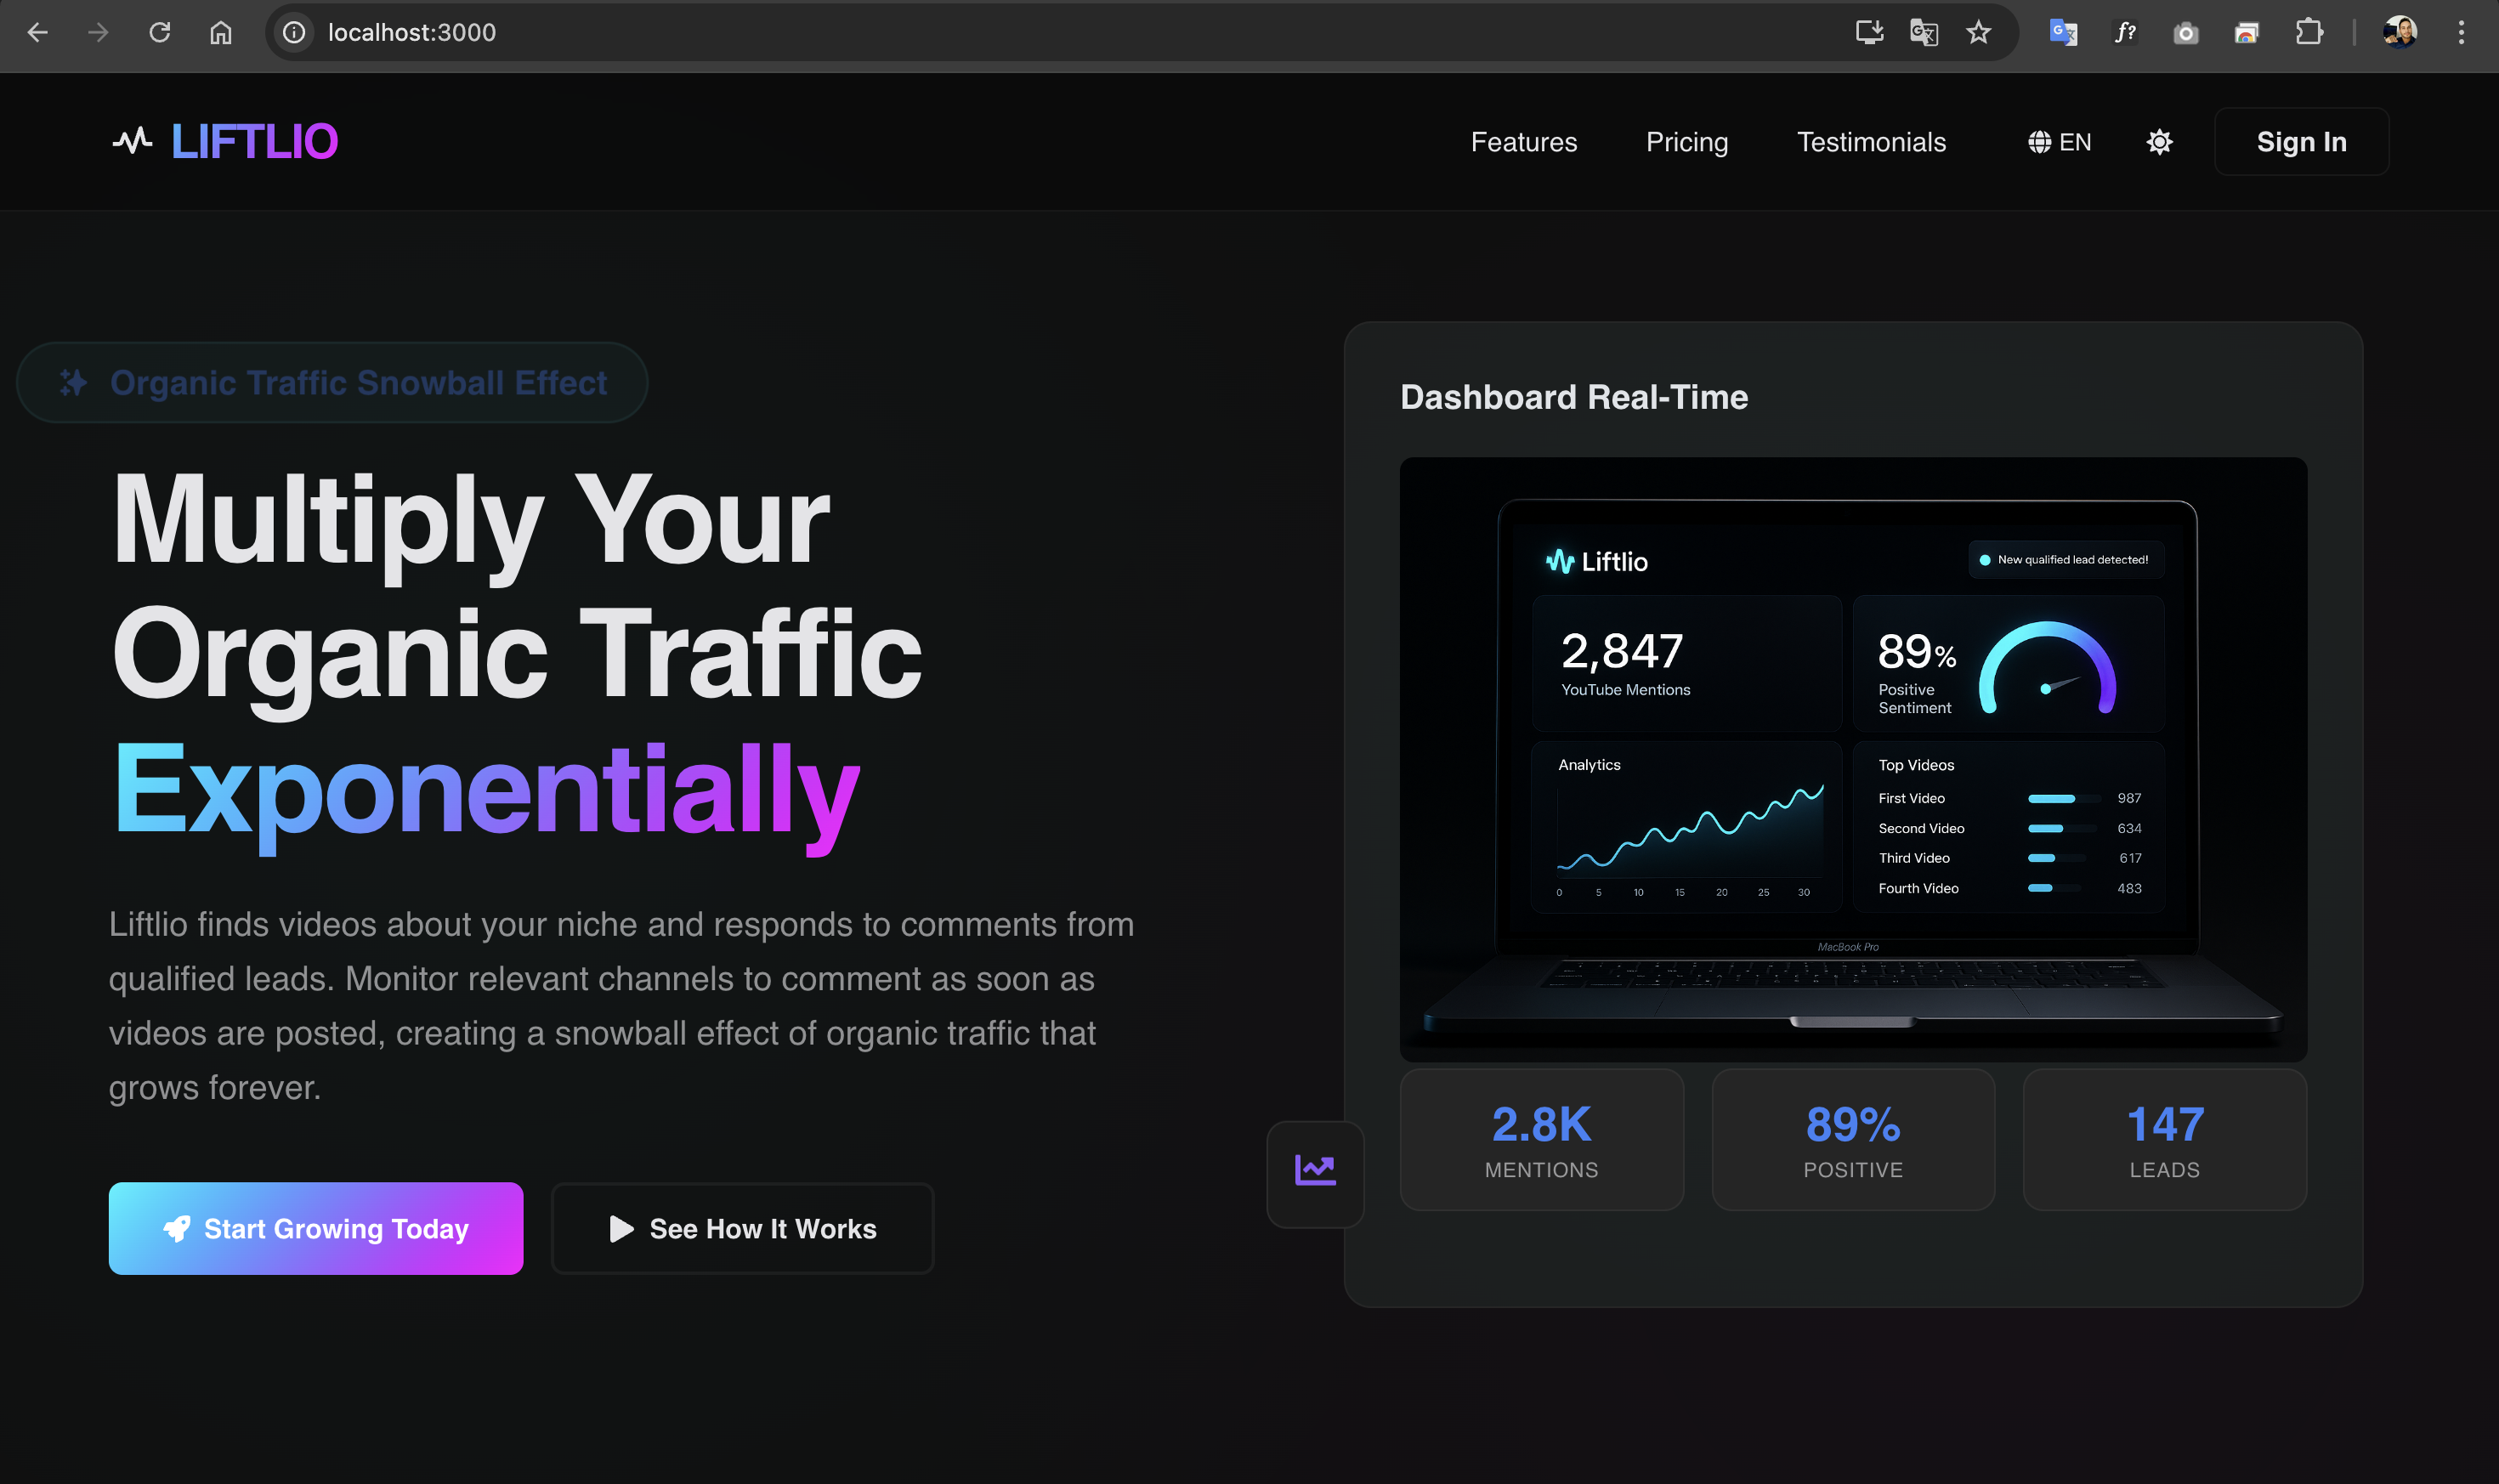 localhost:3000
LIFTLIO
Features
Pricing
Testimonials
EN
Sign In
Organic Traffic Snowball Effect
Multiply Your
Organic Traffic
Exponentially
Liftlio finds videos about your niche and responds to comments from
qualified leads. Monitor relevant channels to comment as soon as
videos are posted, creating a snowball effect of organic traffic that
grows forever.
Start Growing Today
See How It Works
Dashboard Real-Time
Liftlio
New qualified lead detected!
2,847
YouTube Mentions
89%
Positive
Sentiment
Analytics
0 5 10 15 20 25 30
Top Videos
First Video 987
Second Video 634
Third Video 617
Fourth Video 483
MacBook Pro
2.8K
MENTIONS
89%
POSITIVE
147
LEADS